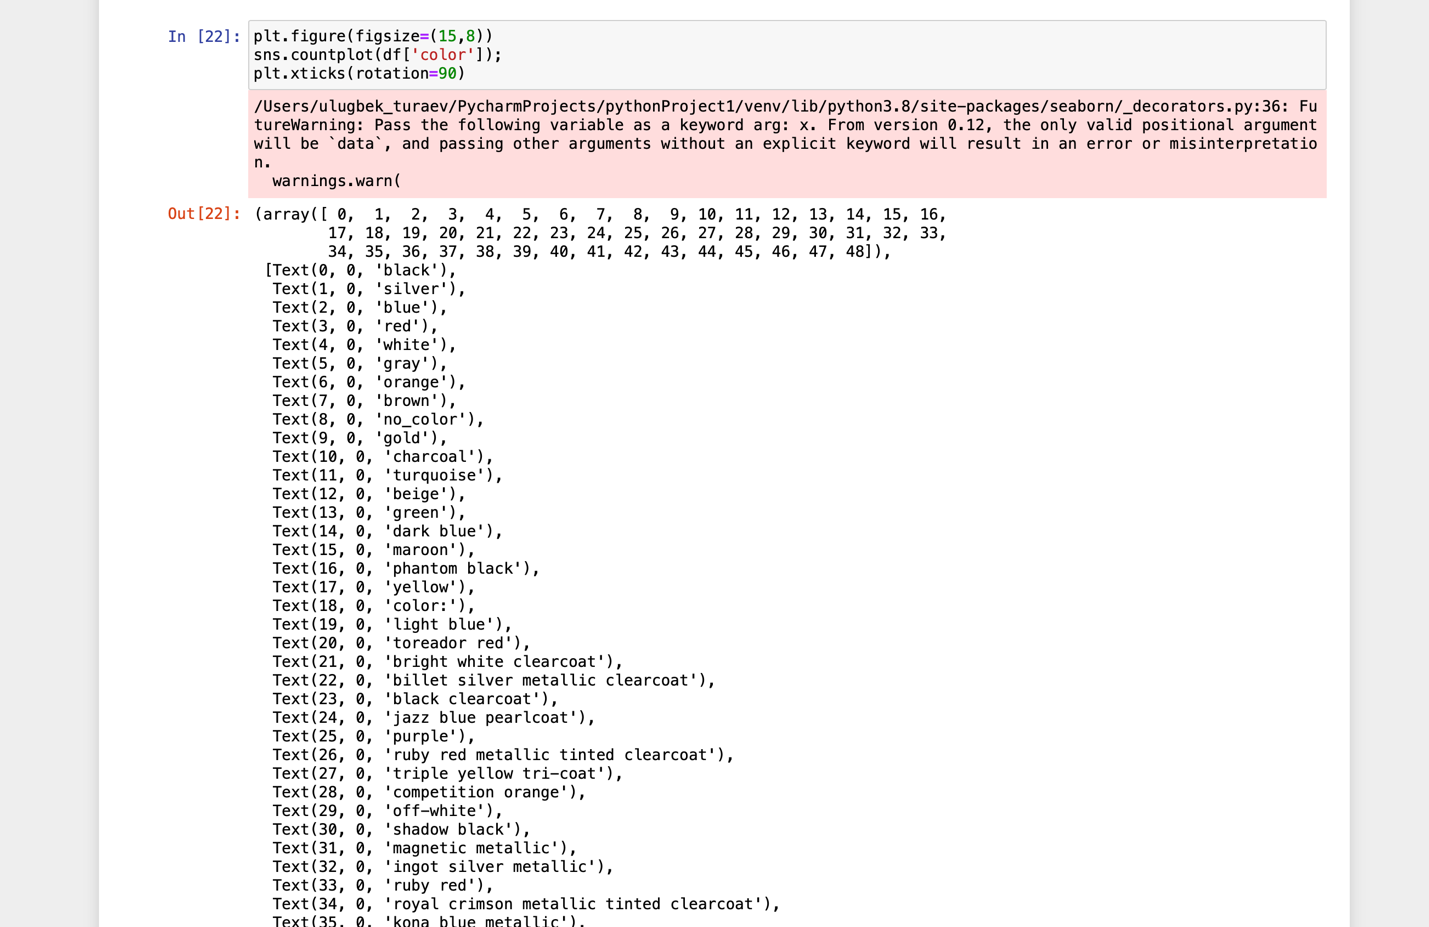 In [22]: plt.figure(figsize=(15,8))
sns.countplot(df['color']);
plt.xticks(rotation=90)
/Users/ulugbek_turaev/PycharmProjects/pythonProject1/venv/lib/python3.8/site-packages/seaborn/_decorators.py:36: Fu
tureWarning: Pass the following variable as a keyword arg: x. From version 0.12, the only valid positional argument
will be `data`, and passing other arguments without an explicit keyword will result in an error or misinterpretatio
n.
warnings.warn(
Out[22]: (array([ 0, 1, 2, 3, 4, 5, 6, 7, 8, 9, 10, 11, 12, 13, 14, 15, 16,
17, 18, 19, 20, 21, 22, 23, 24, 25, 26, 27, 28, 29, 30, 31, 32, 33,
34, 35, 36, 37, 38, 39, 40, 41, 42, 43, 44, 45, 46, 47, 48]),
[Text(0, 0, 'black'),
Text(1, 0, 'silver'),
Text(2, 0, 'blue'),
Text(3, 0, 'red'),
Text(4, 0, 'white'),
Text(5, 0, 'gray'),
Text(6, 0, 'orange'),
Text(7, 0, 'brown'),
Text(8, 0, 'no_color'),
Text(9, 0, 'gold'),
Text(10, 0, 'charcoal'),
Text(11, 0, 'turquoise'),
Text(12, 0, 'beige'),
Text(13, 0, 'green'),
Text(14, 0, 'dark blue'),
Text(15, 0, 'maroon'),
Text(16, 0, 'phantom black'),
Text(17, 0, 'yellow'),
Text(18, 0, 'color:'),
Text(19, 0, 'light blue'),
Text(20, 0, 'toreador red'),
Text(21, 0, 'bright white clearcoat'),
Text(22, 0, 'billet silver metallic clearcoat'),
Text(23, 0, 'black clearcoat'),
Text(24, 0, 'jazz blue pearlcoat'),
Text(25, 0, 'purple'),
Text(26, 0, 'ruby red metallic tinted clearcoat'),
Text(27, 0, 'triple yellow tri-coat'),
Text(28, 0, 'competition orange'),
Text(29, 0, 'off-white'),
Text(30, 0, 'shadow black'),
Text(31, 0, 'magnetic metallic'),
Text(32, 0, 'ingot silver metallic'),
Text(33, 0, 'ruby red'),
Text(34, 0, 'royal crimson metallic tinted clearcoat'),
Text(35, 0, 'kona blue metallic'),